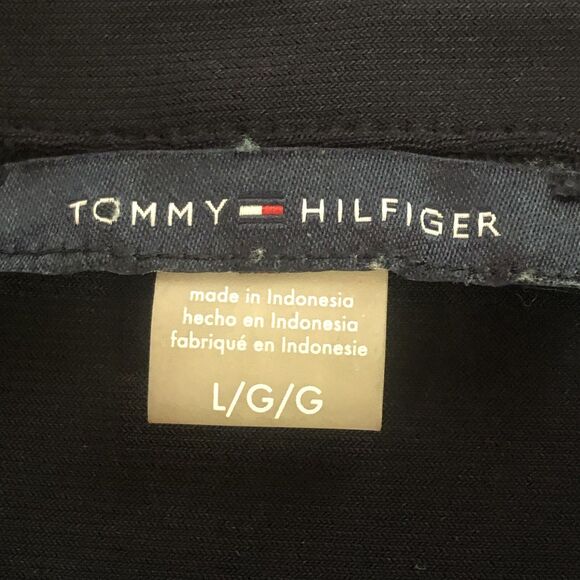 TOMMY HILFIGER
made in Indonesia
hecho en Indonesia
fabriqué en Indonesie
L/G/G